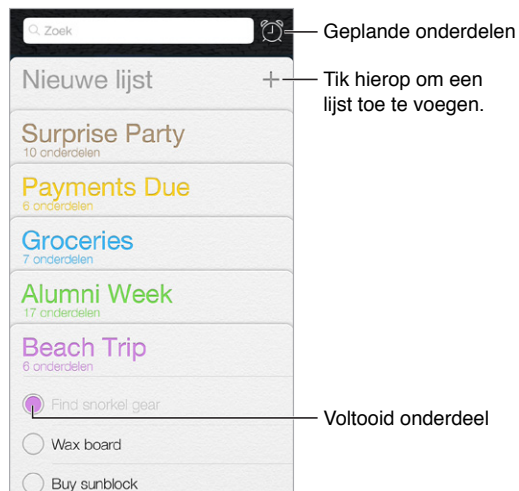 Zoek
Geplande onderdelen
Nieuwe lijst
Tik hierop om een
lijst toe te voegen.
Surprise Party
10 onderdelen
Payments Due
6 onderdelen
Groceries
7 onderdelen
Alumni Week
17 onderdelen
Beach Trip
6 onderdelen
Find snorkel gear
Voltooid onderdeel
Wax board
Buy sunblock